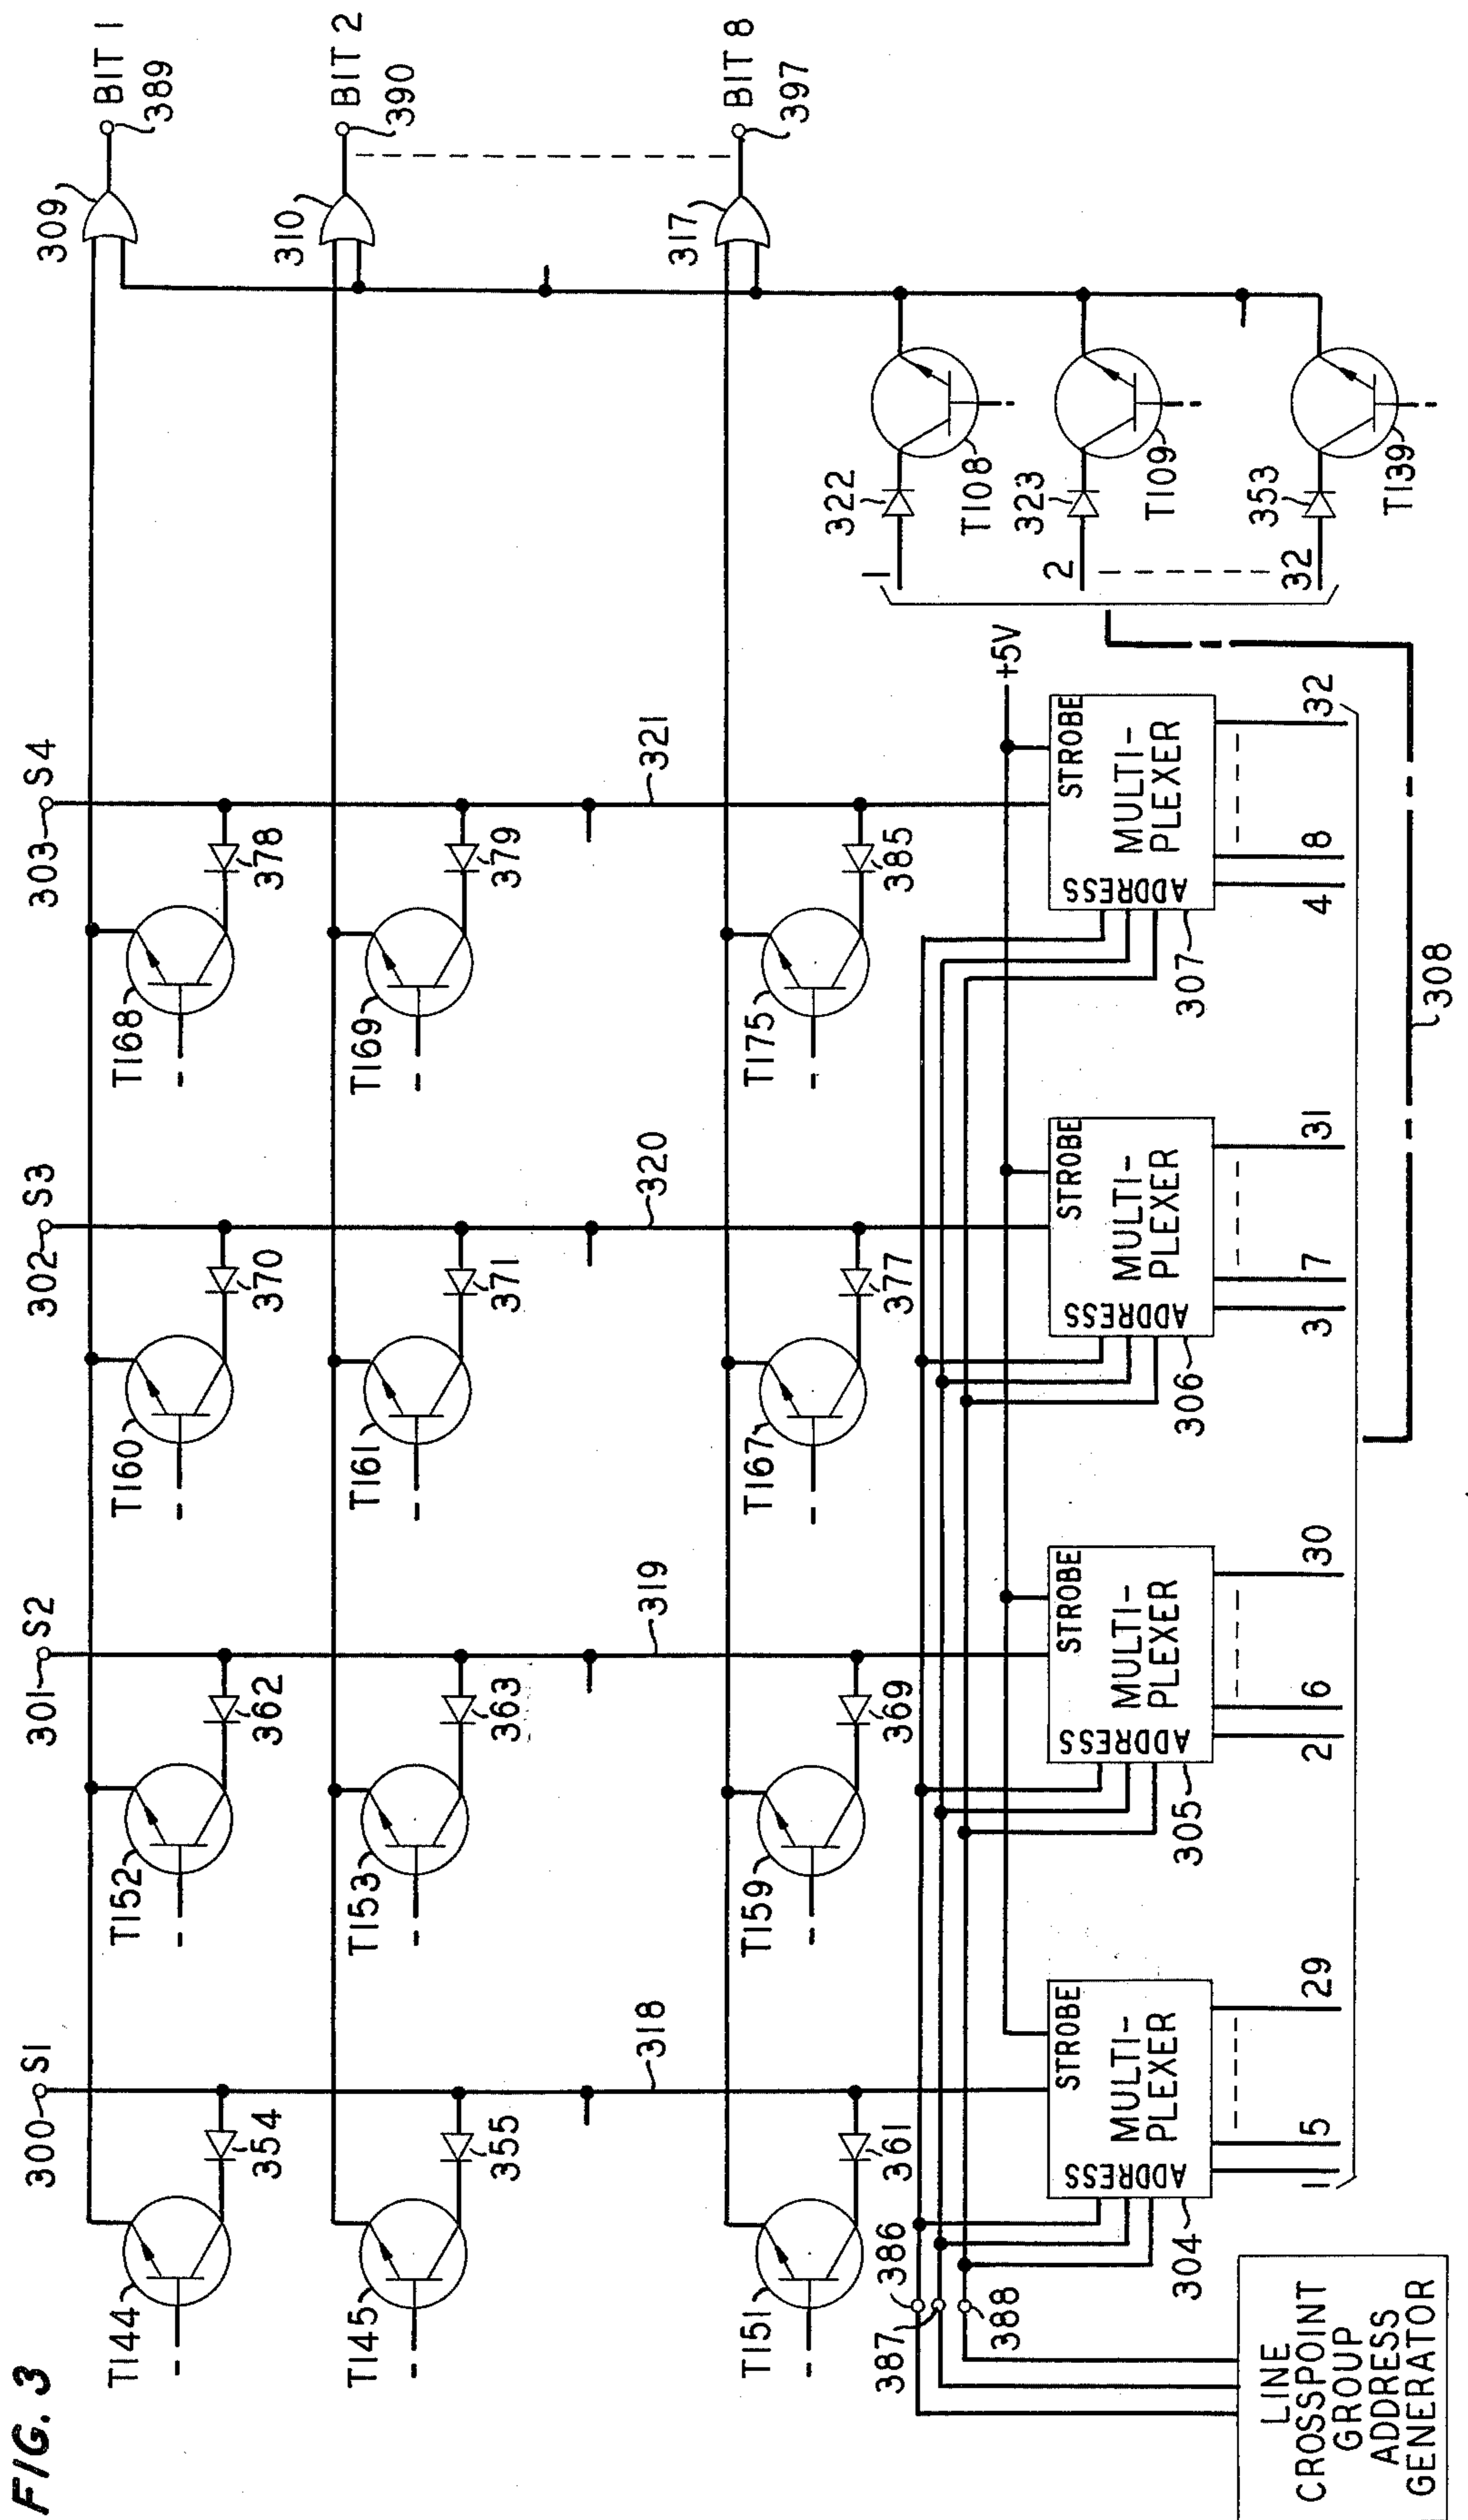 FIG. 3
300 S1
301 S2
302 S3
303 S4
309
BIT 1
389
T144
354
T152
362
T160
370
T168
378
310
BIT 2
390
T145
355
T153
363
T161
371
T169
379
318
319
320
321
317
BIT 8
397
T151
361
T159
369
T167
377
T175
385
386
387
388
+5V
322
T108
323
T109
353
T139
1
2
32
LINE
CROSSPOINT
GROUP
ADDRESS
GENERATOR
304
ADDRESS
STROBE
MULTI-
PLEXER
1 5 29
305
ADDRESS
STROBE
MULTI-
PLEXER
2 6 30
306
ADDRESS
STROBE
MULTI-
PLEXER
3 7 31
307
ADDRESS
STROBE
MULTI-
PLEXER
4 8 32
308